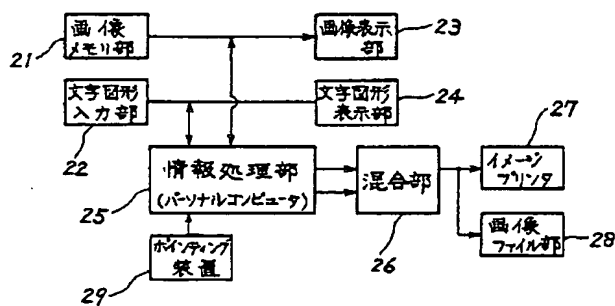 画像
メモリ部
21
画像表示
部
23
文字図形
入力部
22
文字図形
表示部
24
情報処理部
(パーソナルコンピュータ)
25
混合部
26
イメージ
プリンタ
27
画像
ファイル部
28
ポインティング
装置
29